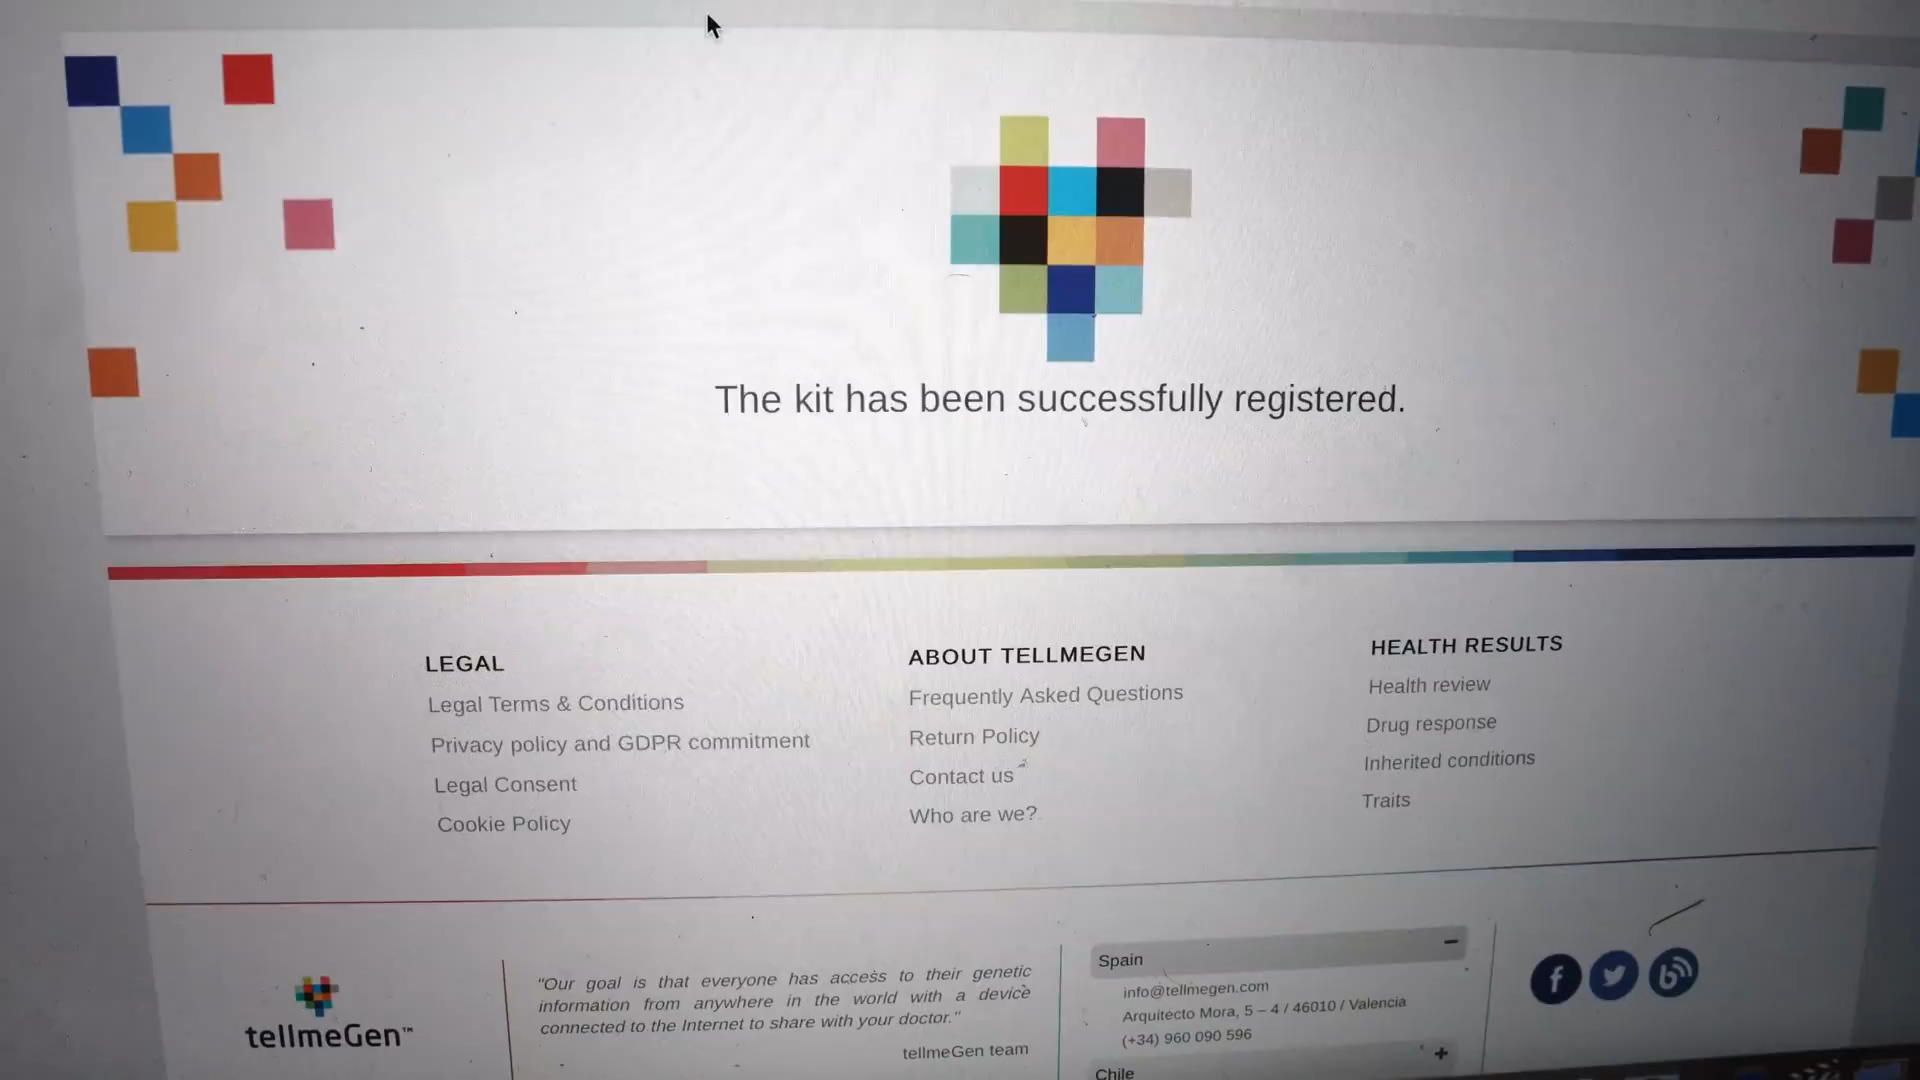 The kit has been successfully registered.
LEGAL
Legal Terms & Conditions
Privacy policy and GDPR commitment
Legal Consent
Cookie Policy
ABOUT TELLMEGEN
Frequently Asked Questions
Return Policy
Contact us
Who are we?
HEALTH RESULTS
Health review
Drug response
Inherited conditions
Traits
tellmeGen™
"Our goal is that everyone has access to their genetic
information from anywhere in the world with a device
connected to the Internet to share with your doctor."
tellmeGen team
Spain
info@tellmegen.com
Arquitecto Mora, 5 – 4 / 46010 / Valencia
(+34) 960 090 596
Chile